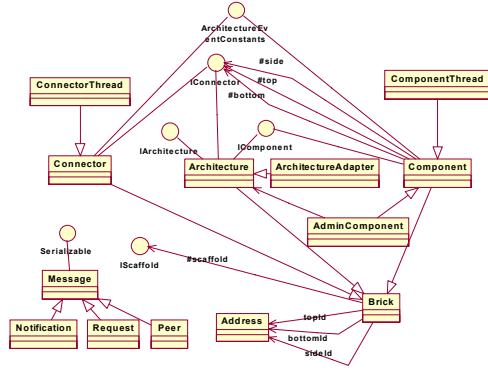 ArchitectureEv
entConstants
#side
IConnector
#top
#bottom
ConnectorThread
ComponentThread
IArchitecture
IComponent
Connector
Architecture
ArchitectureAdapter
Component
AdminComponent
Serializable
IScaffold
#scaffold
Message
Brick
Notification
Request
Peer
Address
topId
bottomId
sideId